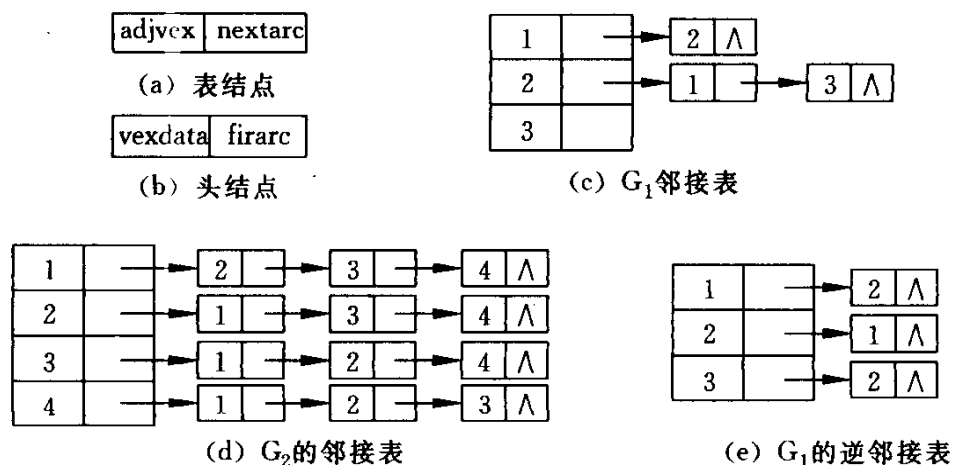 adjvex nextarc
(a) 表结点
vexdata firarc
(b) 头结点
1 2 ∧
2 1 3 ∧
3
(c) G₁邻接表
1 2 3 4 ∧
2 1 3 4 ∧
3 1 2 4 ∧
4 1 2 3 ∧
(d) G₂的邻接表
1 2 ∧
2 1 ∧
3 2 ∧
(e) G₁的逆邻接表